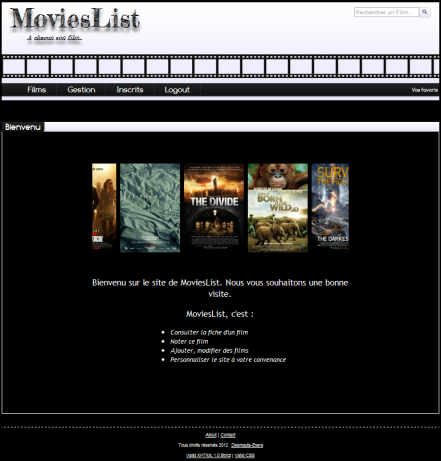 MoviesList
A chacun son film..
Rechercher un Film...
Films Gestion Inscrits Logout
Vos favoris
Bienvenu
THE DIVIDE
BORN
WILD
THE DARKES
Bienvenu sur le site de MoviesList. Nous vous souhaitons une bonne
visite.
MoviesList, c'est :
Consulter la fiche d'un film
Noter ce film
Ajouter, modifier des films
Personnaliser le site à votre convenance
About | Contact
Tous droits réservés 2012
Valid XHTML 1.0 Strict | Valid CSS